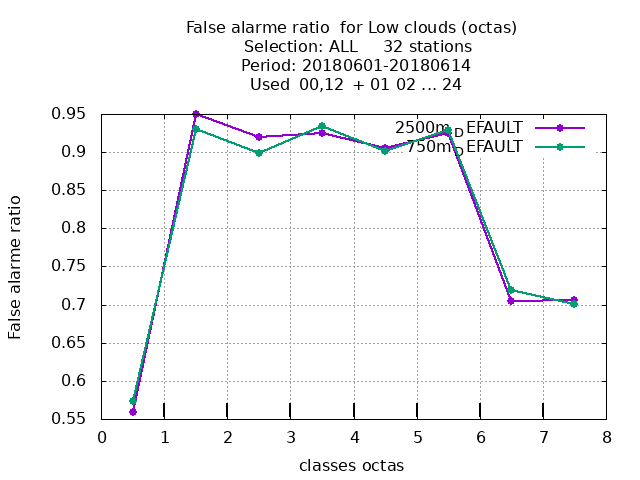 False alarme ratio  for Low clouds (octas)
Selection: ALL     32 stations
Period: 20180601-20180614
Used  00,12  + 01 02 ... 24
0.95
0.9
0.85
0.8
0.75
0.7
0.65
0.6
0.55
False alarme ratio
2500m_DEFAULT
750m_DEFAULT
0 1 2 3 4 5 6 7 8
classes octas